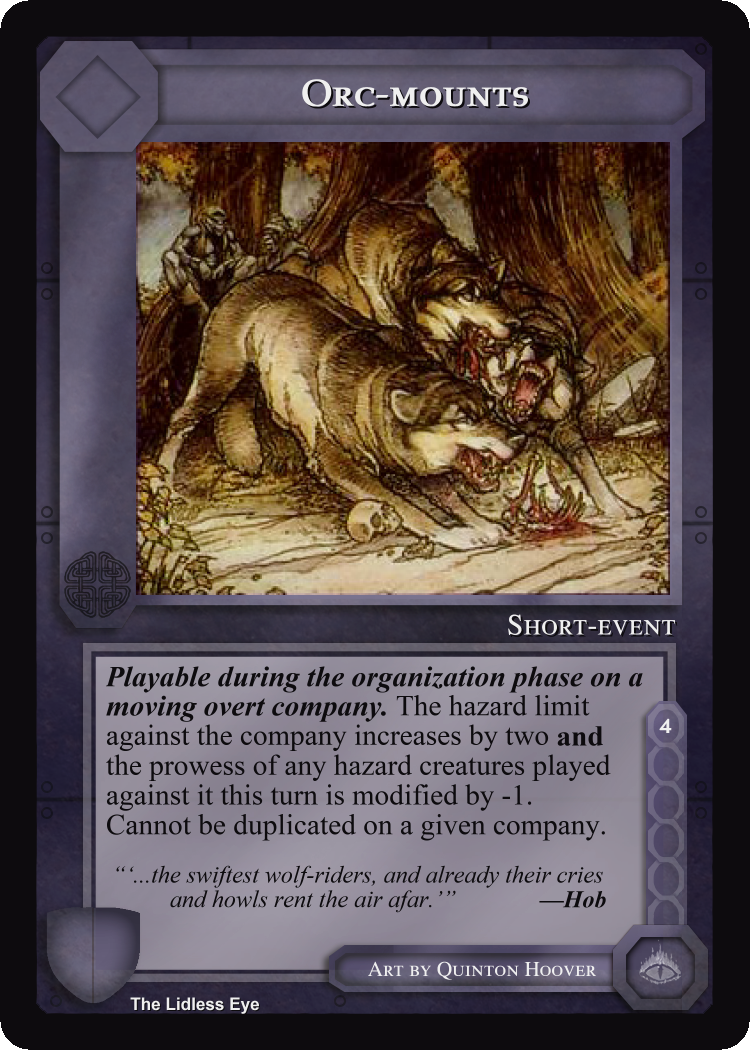 Orc-mounts
Short-event
Playable during the organization phase on a
moving overt company. The hazard limit
against the company increases by two and
the prowess of any hazard creatures played
against it this turn is modified by -1.
Cannot be duplicated on a given company.
4
“‘...the swiftest wolf-riders, and already their cries
and howls rent the air afar.’” —Hob
Art by Quinton Hoover
The Lidless Eye